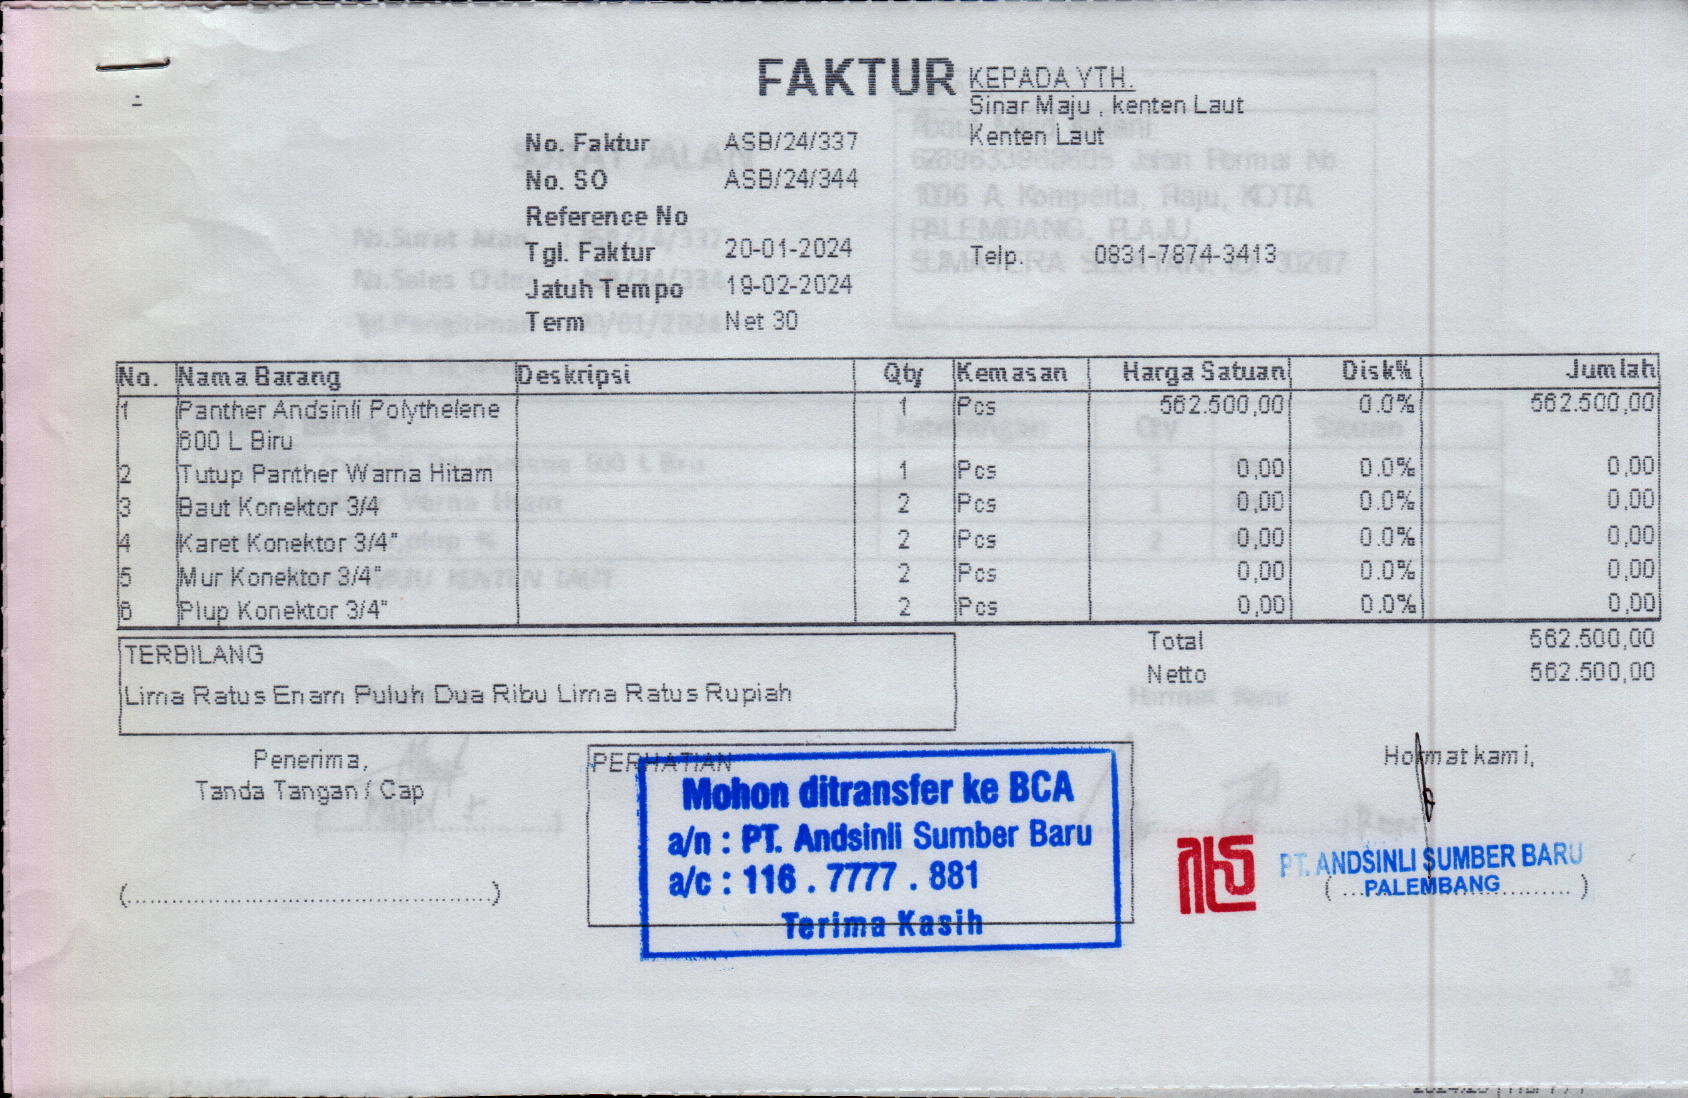 FAKTUR
KEPADA YTH.
Sinar Maju , kenten Laut
Kenten Laut
No. Faktur ASB/24/337
No. SO ASB/24/344
Reference No
Tgl. Faktur 20-01-2024
Telp. 0831-7874-3413
Jatuh Tempo 19-02-2024
Term Net 30
No. Nama Barang Deskripsi Qty Kemasan Harga Satuan Disk% Jumlah
1 Panther Andsinli Polythelene 1 Pcs 562.500,00 0.0% 562.500,00
600 L Biru
2 Tutup Panther Warna Hitam 1 Pcs 0,00 0.0% 0,00
3 Baut Konektor 3/4 2 Pcs 0,00 0.0% 0,00
4 Karet Konektor 3/4" 2 Pcs 0,00 0.0% 0,00
5 Mur Konektor 3/4" 2 Pcs 0,00 0.0% 0,00
6 Plup Konektor 3/4" 2 Pcs 0,00 0.0% 0,00
Total 562.500,00
Netto 562.500,00
TERBILANG
Lima Ratus Enam Puluh Dua Ribu Lima Ratus Rupiah
Penerima,
Tanda Tangan / Cap
(..............................................)
PERHATIAN
Mohon ditransfer ke BCA
a/n : PT. Andsinli Sumber Baru
a/c : 116 . 7777 . 881
Terima Kasih
Hormat kami,
PT. ANDSINLI SUMBER BARU
( ...PALEMBANG......... )